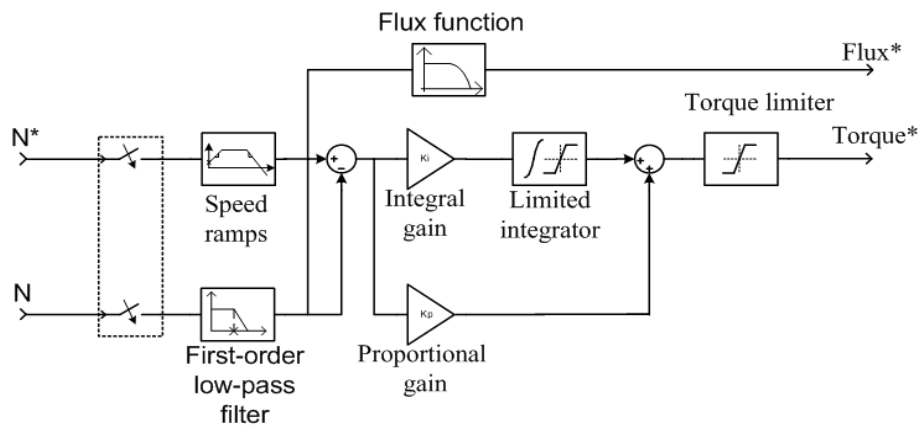 Flux function
Flux*
Torque limiter
N*
+
−
Ki
+
+
Torque*
Speed
ramps
Integral
gain
Limited
integrator
N
Kp
First-order
low-pass
filter
Proportional
gain